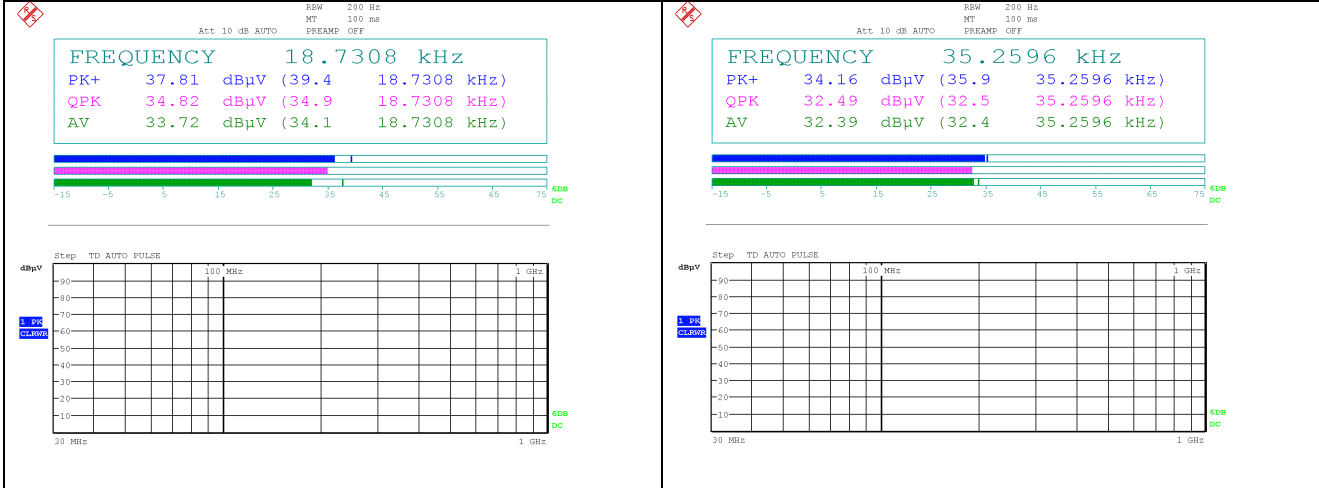 R S
RBW 200 Hz
MT 100 ms
Att 10 dB AUTO PREAMP OFF
FREQUENCY 18.7308 kHz
PK+ 37.81 dBµV (39.4 18.7308 kHz)
QPK 34.82 dBµV (34.9 18.7308 kHz)
AV 33.72 dBµV (34.1 18.7308 kHz)
-15 -5 5 15 25 35 45 55 65 75
6DB
DC
Step TD AUTO PULSE
dBµV
100 MHz 1 GHz
90
80
70
1 PK
CLRWR
60
50
40
30
20
10
6DB
DC
30 MHz 1 GHz
R S
RBW 200 Hz
MT 100 ms
Att 10 dB AUTO PREAMP OFF
FREQUENCY 35.2596 kHz
PK+ 34.16 dBµV (35.9 35.2596 kHz)
QPK 32.49 dBµV (32.5 35.2596 kHz)
AV 32.39 dBµV (32.4 35.2596 kHz)
-15 -5 5 15 25 35 45 55 65 75
6DB
DC
Step TD AUTO PULSE
dBµV
100 MHz 1 GHz
90
80
70
1 PK
CLRWR
60
50
40
30
20
10
6DB
DC
30 MHz 1 GHz